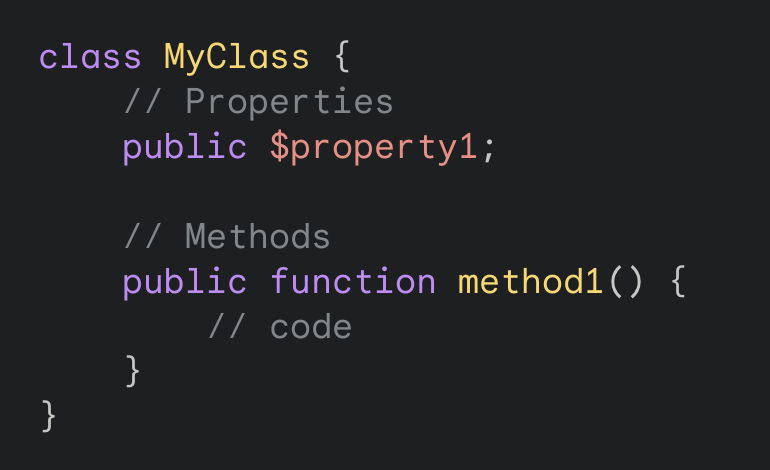 class MyClass {
    // Properties
    public $property1;

    // Methods
    public function method1() {
        // code
    }
}